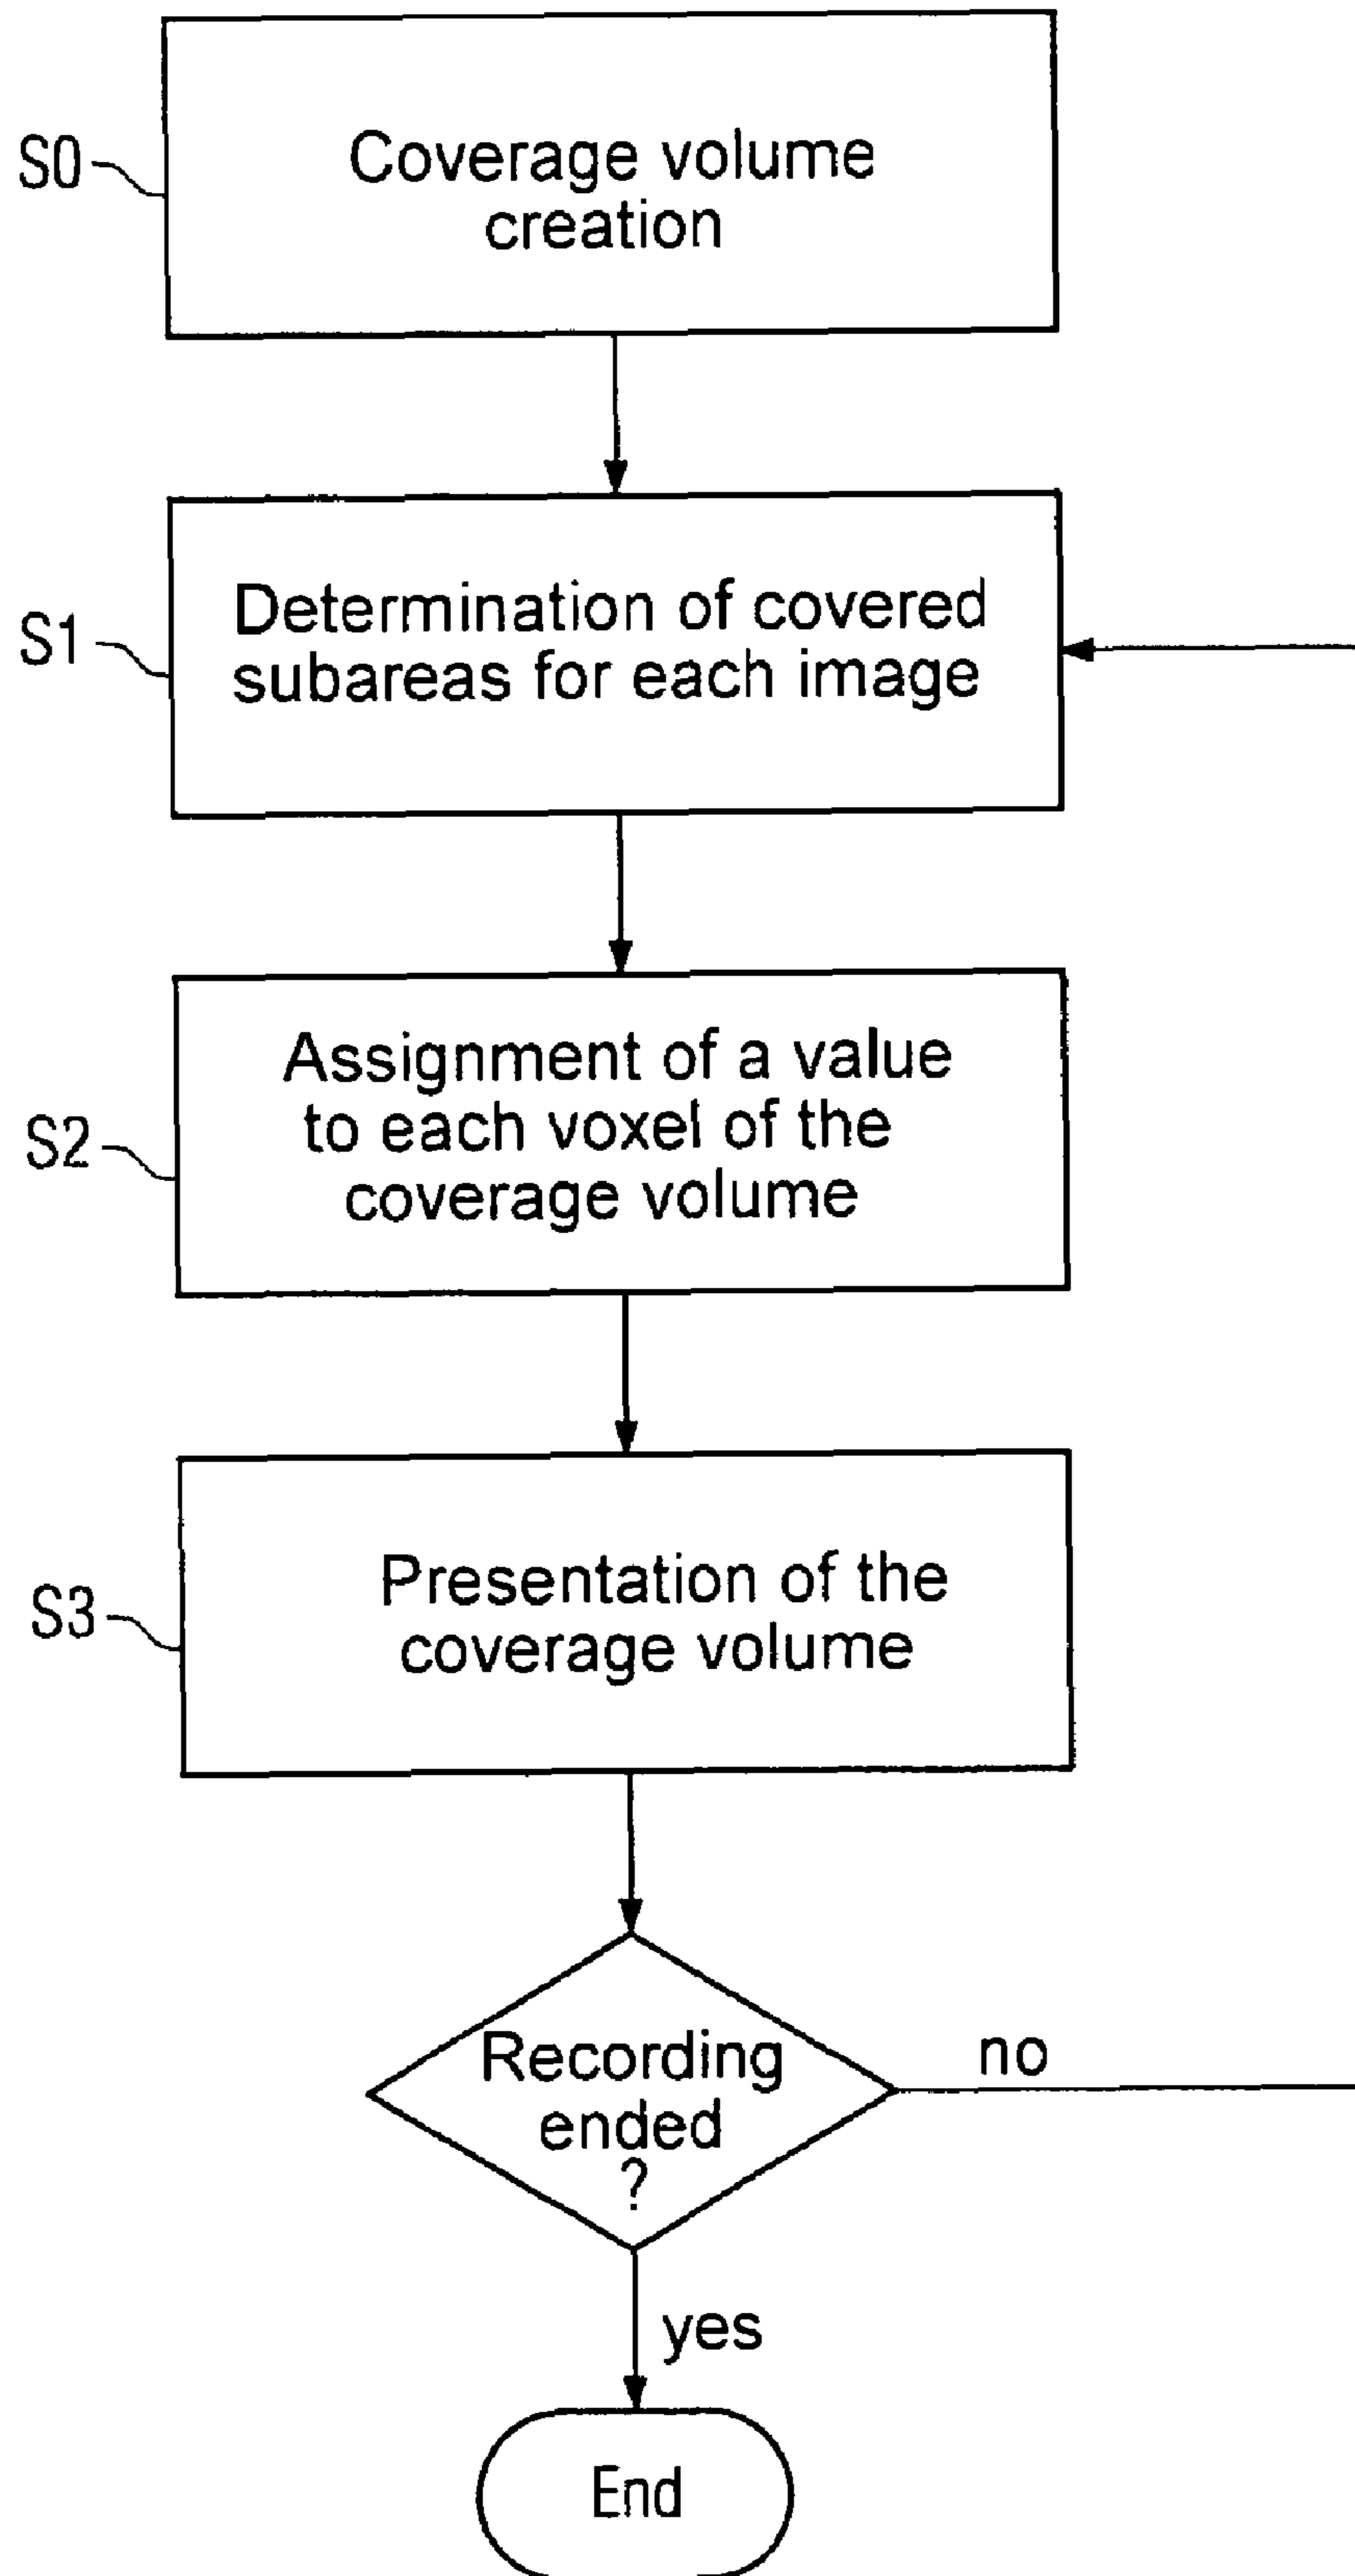 S0
Coverage volume
creation
S1
Determination of covered
subareas for each image
S2
Assignment of a value
to each voxel of the
coverage volume
S3
Presentation of the
coverage volume
Recording
ended
?
no
yes
End